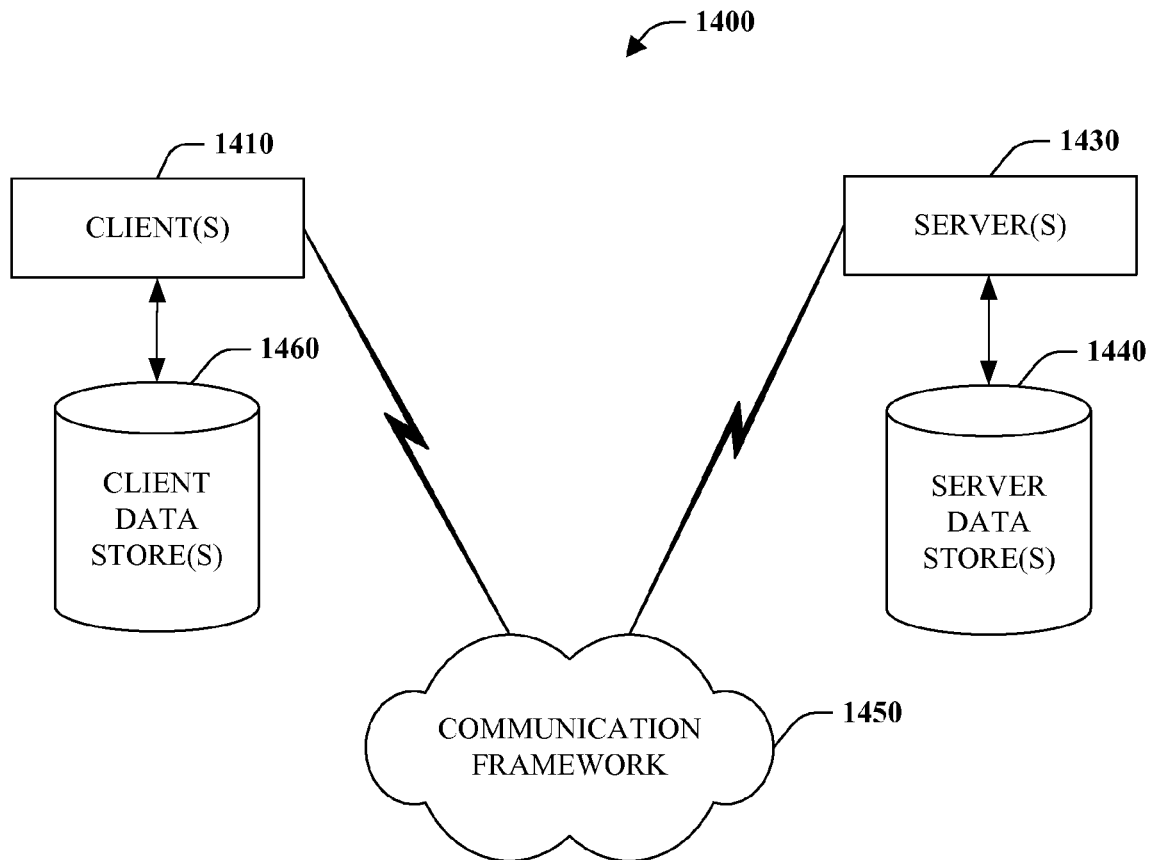 1400
1410
1430
CLIENT(S)
SERVER(S)
1460
1440
CLIENT
DATA
STORE(S)
SERVER
DATA
STORE(S)
1450
COMMUNICATION
FRAMEWORK